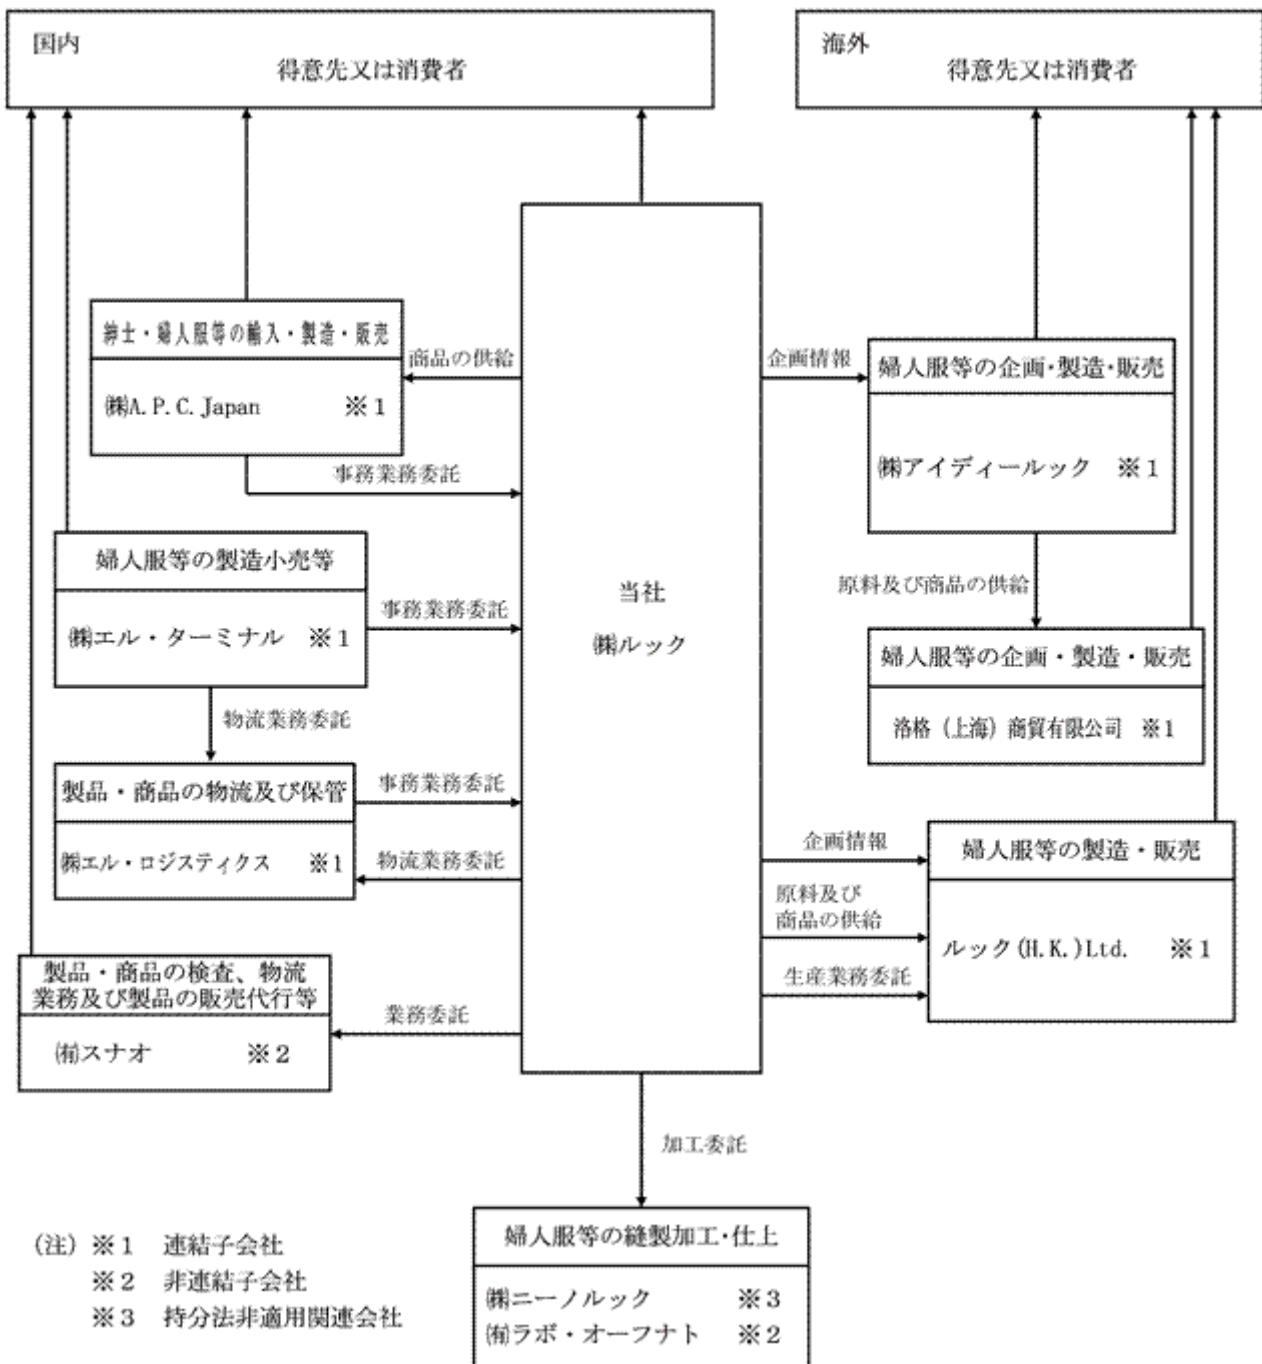 国内
得意先又は消費者
海外
得意先又は消費者
紳士・婦人服等の輸入・製造・販売
㈱A.P.C.Japan ※1
商品の供給
事務業務委託
婦人服等の製造小売等
㈱エル・ターミナル ※1
事務業務委託
物流業務委託
製品・商品の物流及び保管
㈱エル・ロジスティクス ※1
事務業務委託
物流業務委託
製品・商品の検査、物流
業務及び製品の販売代行等
㈲スナオ ※2
業務委託
当社
㈱ルック
企画情報
婦人服等の企画・製造・販売
㈱アイディールック ※1
原料及び商品の供給
婦人服等の企画・製造・販売
洛格（上海）商貿有限公司 ※1
企画情報
原料及び
商品の供給
生産業務委託
婦人服等の製造・販売
ルック(H.K.)Ltd. ※1
加工委託
婦人服等の縫製加工・仕上
㈱ニーノルック ※3
㈲ラボ・オーフナト ※2
(注) ※1 連結子会社
※2 非連結子会社
※3 持分法非適用関連会社